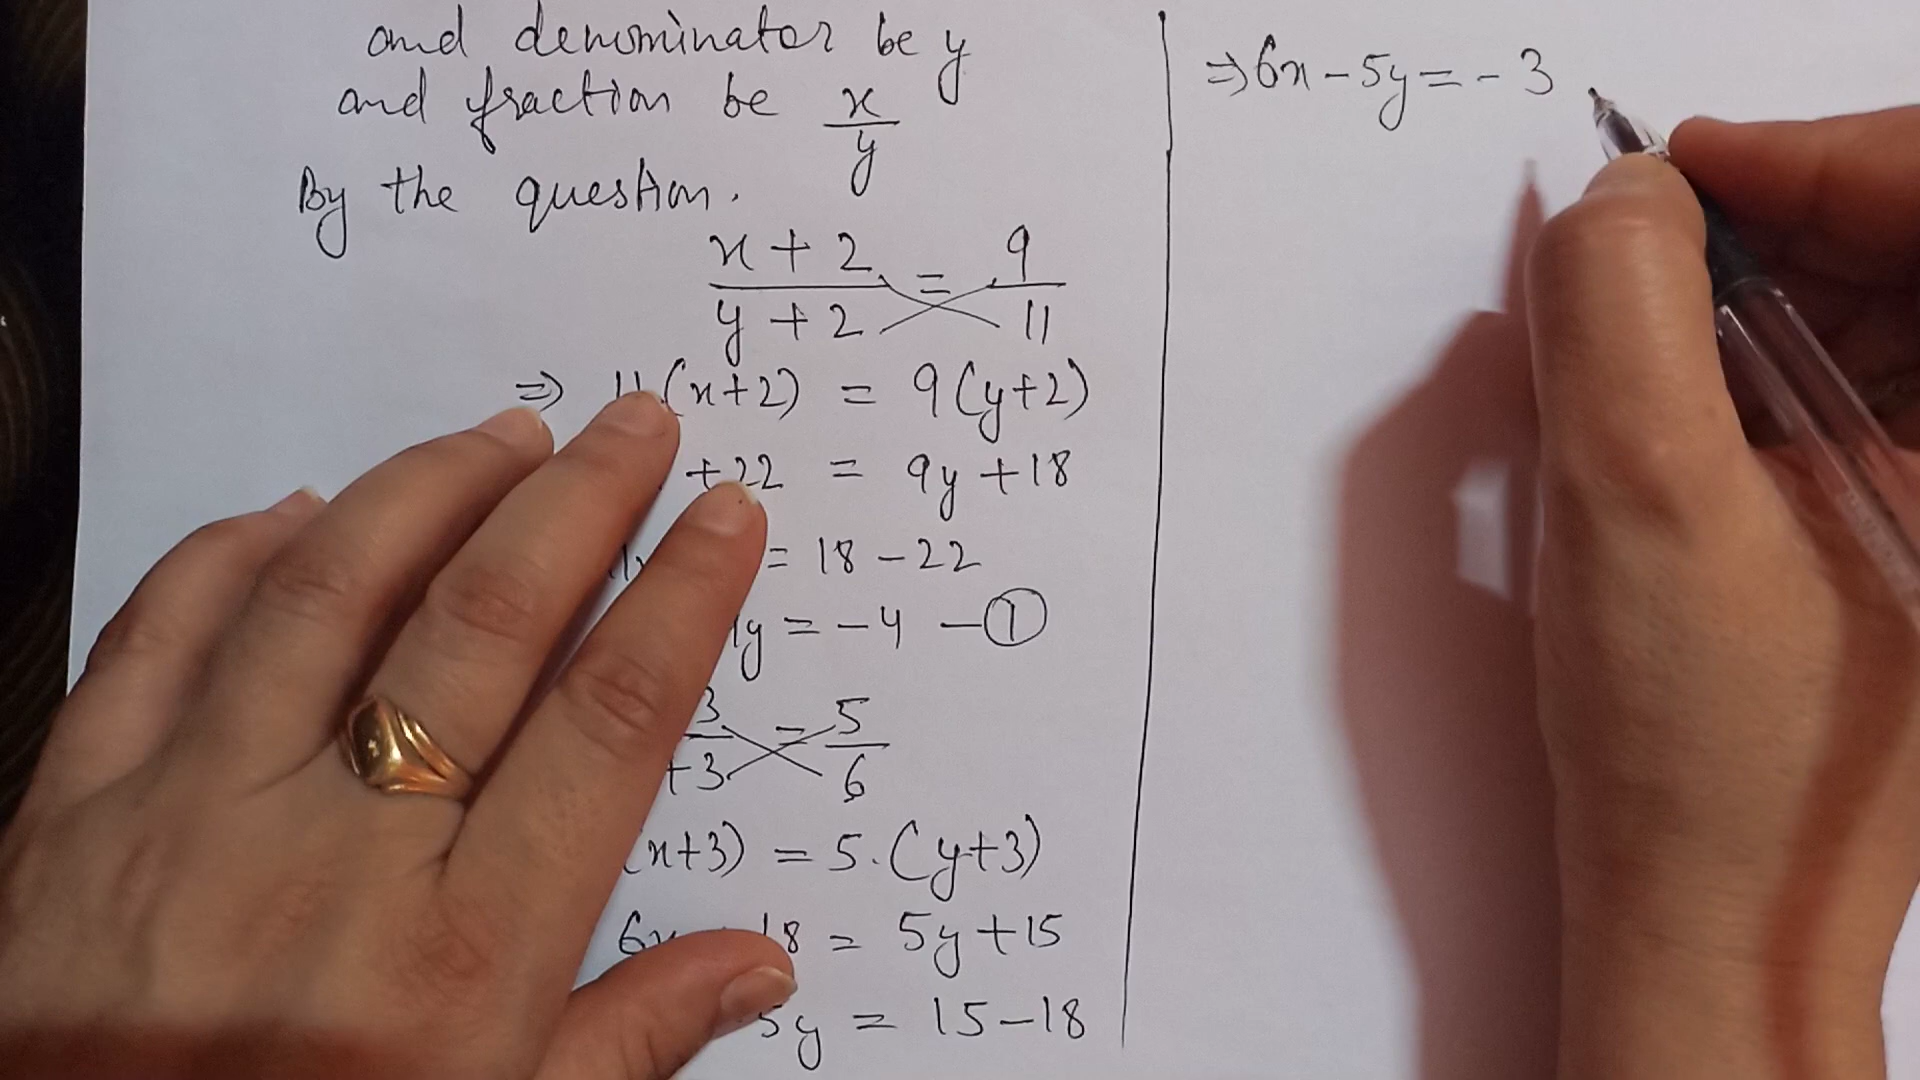 and denominator be y
and fraction be x/y
By the question.
x + 2 / y + 2 = 9 / 11
⇒ 11 (x+2) = 9 (y+2)
+22 = 9y + 18
= 18 - 22
y = -4 - ①
3 / +3 = 5 / 6
(x+3) = 5.(y+3)
18 = 5y + 15
5y = 15 - 18
⇒ 6x - 5y = - 3